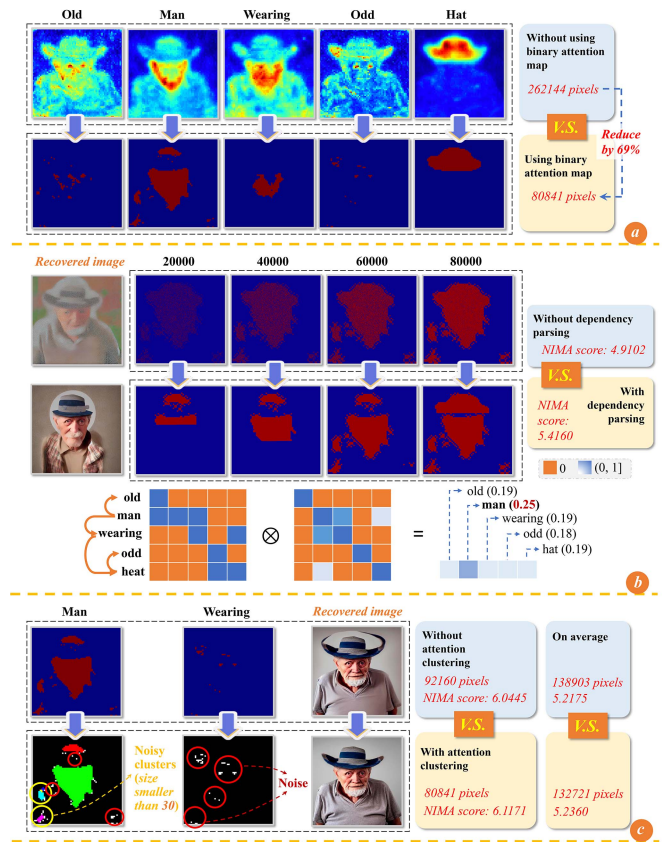 Old Man Wearing Odd Hat
Without using
binary attention
map
262144 pixels
V.S.
Reduce
by 69%
Using binary
attention map
80841 pixels
a
Recovered image 20000 40000 60000 80000
Without dependency
parsing
NIMA score: 4.9102
V.S.
With
dependency
parsing
NIMA
score:
5.4160
0 (0, 1]
old
man
wearing
odd
heat
⊗
=
old (0.19)
man (0.25)
wearing (0.19)
odd (0.18)
hat (0.19)
b
Man Wearing Recovered image
Without
attention
clustering
92160 pixels
NIMA score: 6.0445
V.S.
With attention
clustering
80841 pixels
NIMA score: 6.1171
On average
138903 pixels
5.2175
V.S.
132721 pixels
5.2360
Noisy
clusters
(size
smaller
than 30)
Noise
c